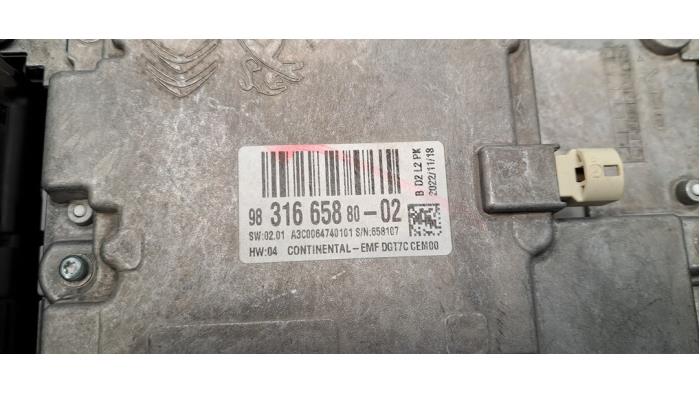 98 316 658 80-02
SW:02.01 A3C0064740101 S/N:658107
HW:04 CONTINENTAL-EMF DGT7C CEM00
B D2 L2 PK
2022/11/18